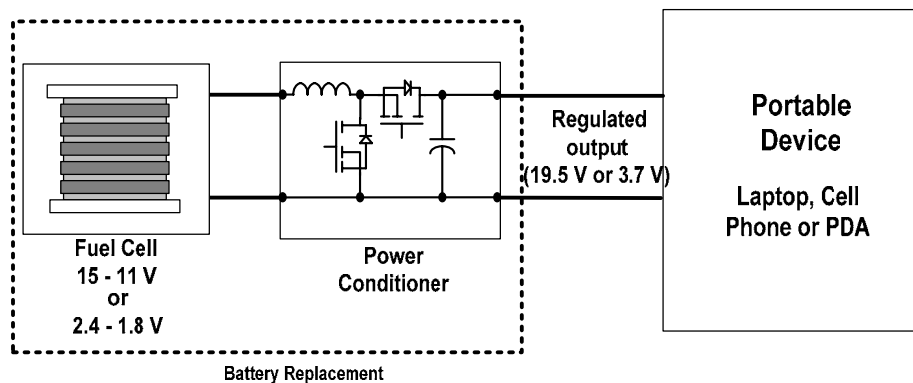 Fuel Cell
15 - 11 V
or
2.4 - 1.8 V
Power
Conditioner
Regulated
output
(19.5 V or 3.7 V)
Portable
Device
Laptop, Cell
Phone or PDA
Battery Replacement